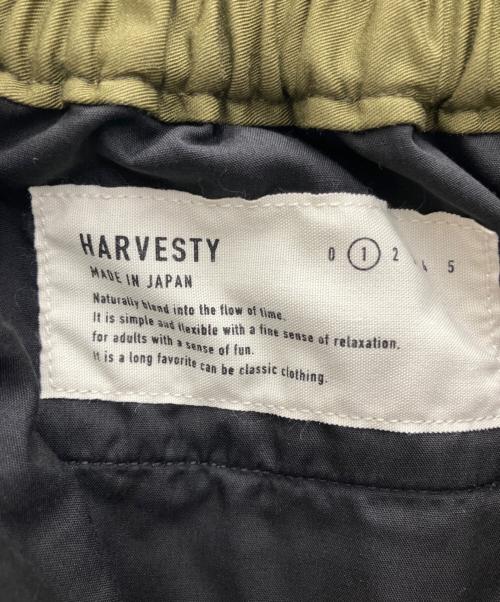 HARVESTY
0 1 2 4 5
MADE IN JAPAN
Naturally blend into the flow of time.
It is simple and flexible with a fine sense of relaxation.
for adults with a sense of fun.
It is a long favorite can be classic clothing.